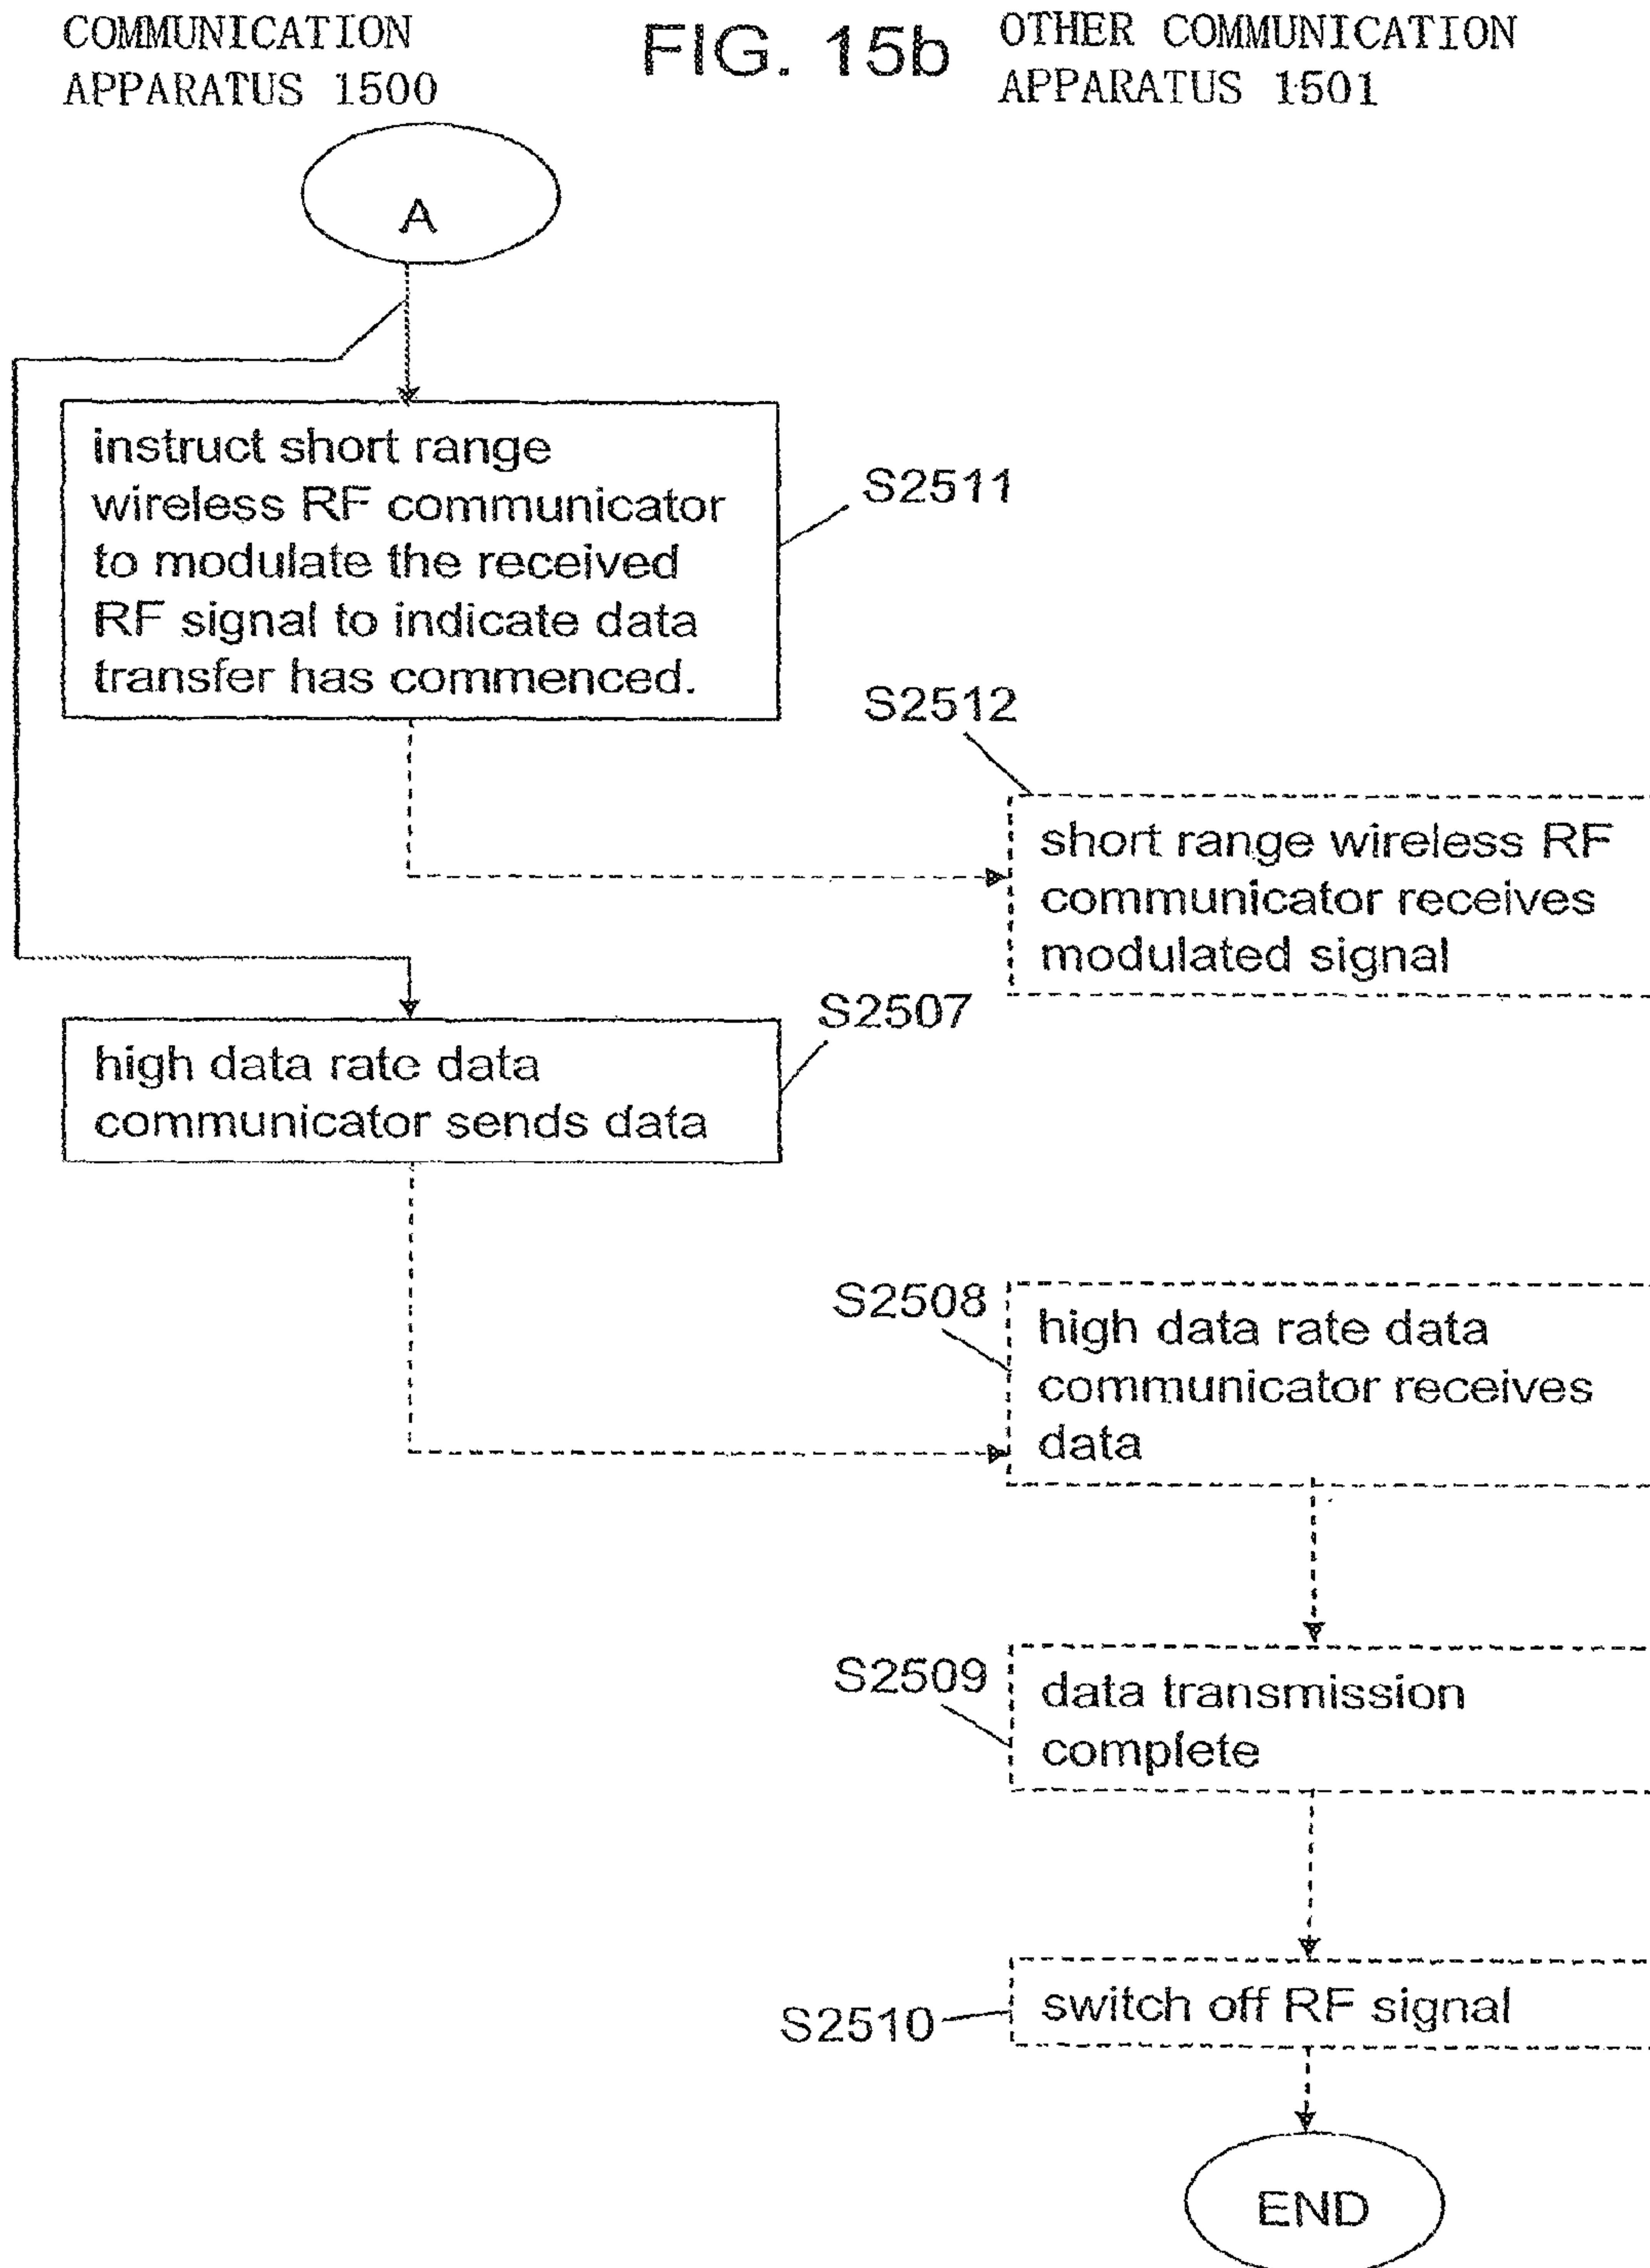 COMMUNICATION
APPARATUS 1500
FIG. 15b
OTHER COMMUNICATION
APPARATUS 1501
A
instruct short range
wireless RF communicator
to modulate the received
RF signal to indicate data
transfer has commenced.
S2511
S2512
short range wireless RF
communicator receives
modulated signal
S2507
high data rate data
communicator sends data
S2508
high data rate data
communicator receives
data
S2509
data transmission
complete
S2510
switch off RF signal
END